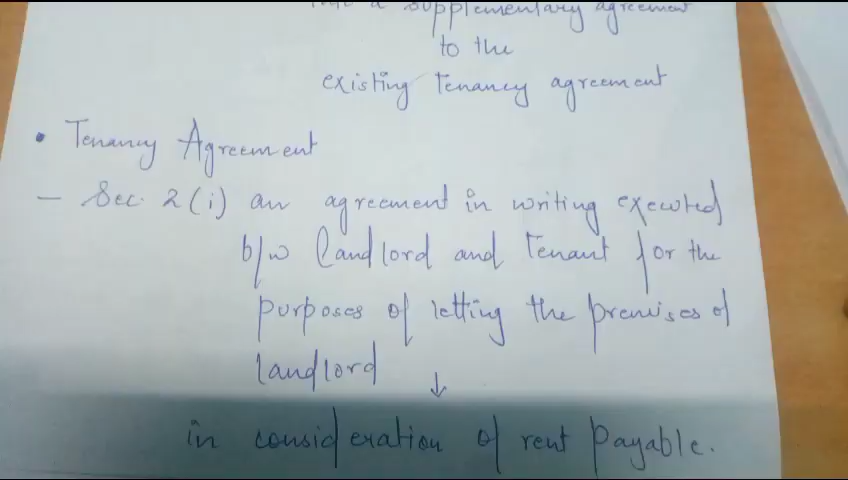 a supplementary agreement
to the
existing Tenancy agreement
• Tenancy Agreement
- Sec. 2(i) an agreement in writing executed
b/w landlord and Tenant for the
purposes of letting the premises of
landlord
↓
in consideration of rent payable.